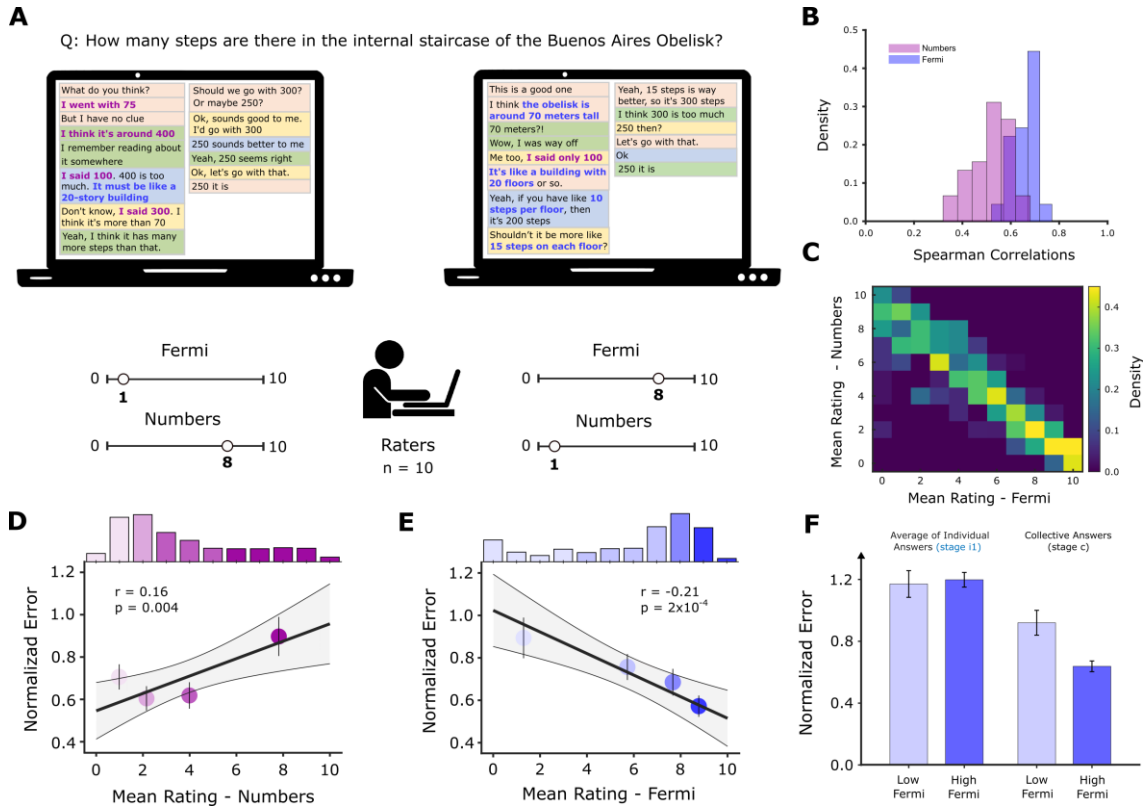 A
Q: How many steps are there in the internal staircase of the Buenos Aires Obelisk?
What do you think?
I went with 75
But I have no clue
I think it's around 400
I remember reading about
it somewhere
I said 100. 400 is too
much. It must be like a
20-story building
Don't know, I said 300. I
think it's more than 70
Yeah, I think it has many
more steps than that.
Should we go with 300?
Or maybe 250?
Ok, sounds good to me.
I'd go with 300
250 sounds better to me
Yeah, 250 seems right
Ok, let's go with that.
250 it is
This is a good one
I think the obelisk is
around 70 meters tall
70 meters?!
Wow, I was way off
Me too, I said only 100
It's like a building with
20 floors or so.
Yeah, if you have like 10
steps per floor, then
it's 200 steps
Shouldn't it be more like
15 steps on each floor?
Yeah, 15 steps is way
better, so it's 300 steps
I think 300 is too much
250 then?
Let's go with that.
Ok
250 it is
Fermi
0
10
1
Numbers
0
10
8
Raters
n = 10
Fermi
0
10
8
Numbers
0
10
1
B
Numbers
Fermi
Density
0.5
0.4
0.3
0.2
0.1
0.0
0.0 0.2 0.4 0.6 0.8 1.0
Spearman Correlations
C
Mean Rating - Numbers
10
8
6
4
2
0
0 2 4 6 8 10
Mean Rating - Fermi
0.4
0.3
0.2
0.1
0.0
Density
D
Normalizad Error
1.2
1.0
0.8
0.6
0.4
r = 0.16
p = 0.004
0 2 4 6 8 10
Mean Rating - Numbers
E
Normalizad Error
1.2
1.0
0.8
0.6
0.4
r = -0.21
p = 2x10-4
0 2 4 6 8 10
Mean Rating - Fermi
F
Average of Individual
Answers (stage i1)
Collective Answers
(stage c)
Normalizad Error
1.2
0.8
0.4
0.0
Low
Fermi
High
Fermi
Low
Fermi
High
Fermi